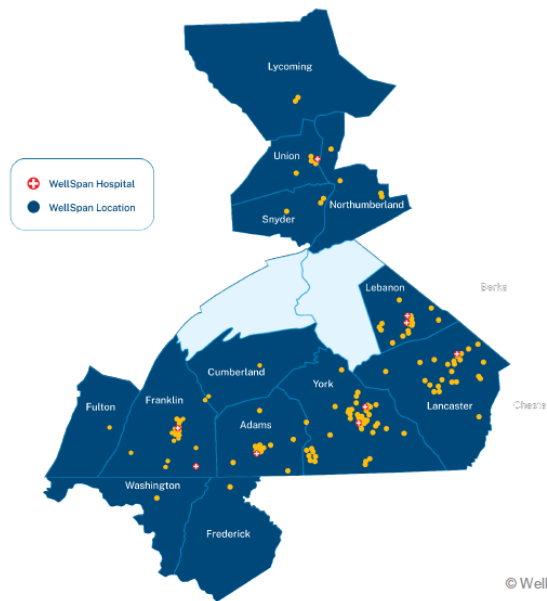 Lycoming
Union
Northumberland
Snyder
WellSpan Hospital
WellSpan Location
Lebanon
Berks
Cumberland
York
Franklin
Lancaster
Fulton
Adams
Cheste
Washington
Frederick
© Well